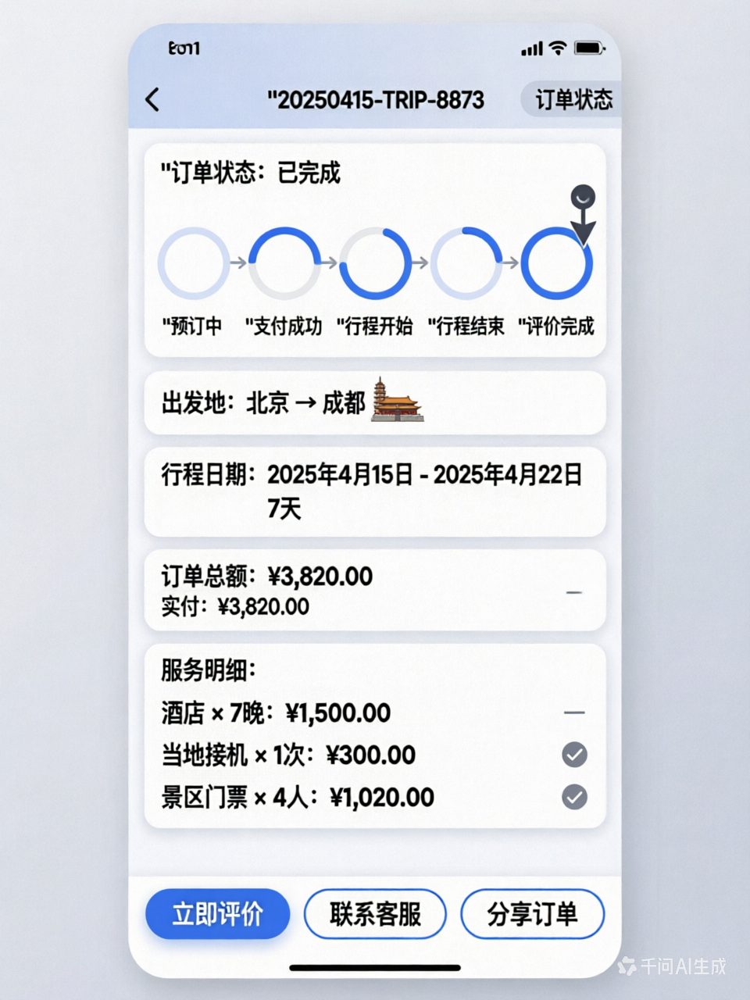 "20250415-TRIP-8873
订单状态
"订单状态：已完成
"预订中 "支付成功 "行程开始 "行程结束 "评价完成
出发地：北京 → 成都
行程日期：2025年4月15日 - 2025年4月22日
7天
订单总额：¥3,820.00
实付：¥3,820.00
服务明细：
酒店 × 7晚：¥1,500.00
当地接机 × 1次：¥300.00
景区门票 × 4人：¥1,020.00
立即评价 联系客服 分享订单
千问AI生成